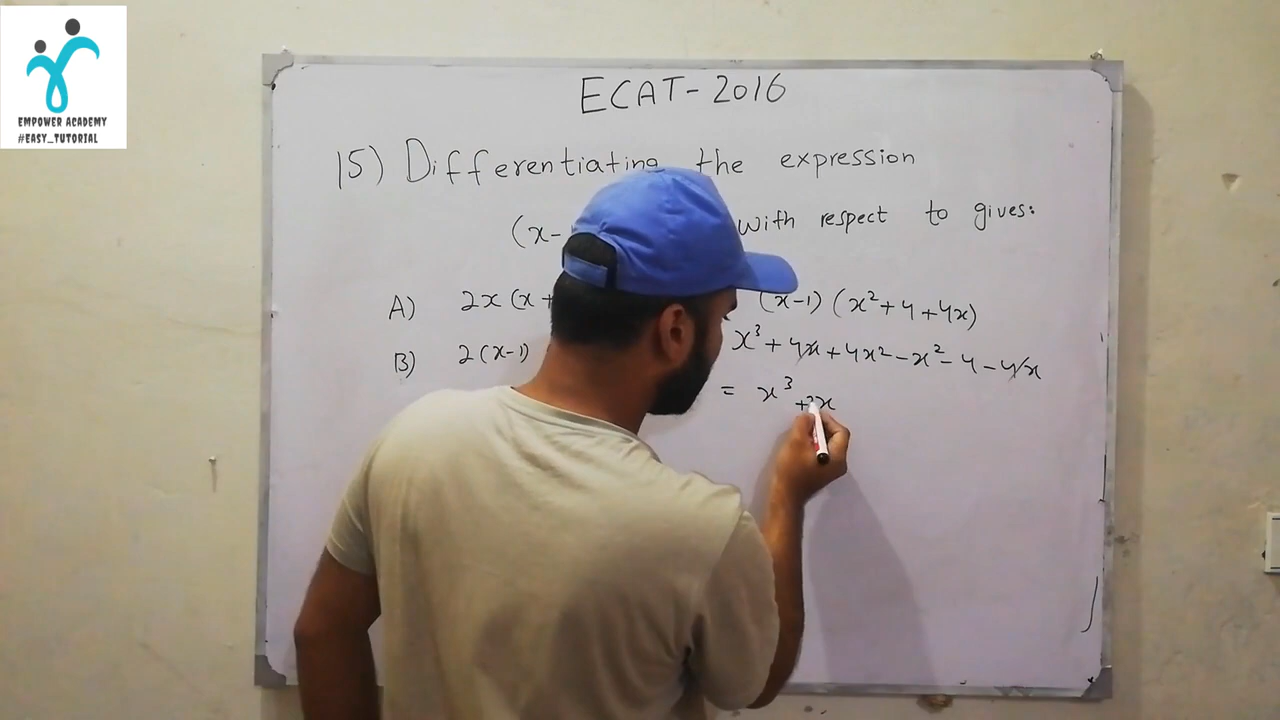 EMPOWER ACADEMY
#EASY_TUTORIAL
ECAT-2016
15) Differentiating the expression
(x- with respect to gives:
A) 2x(x+ (x-1) (x²+4+4x)
B) 2(x-1) x³+4x+4x²-x²-4-4x
= x³+3x